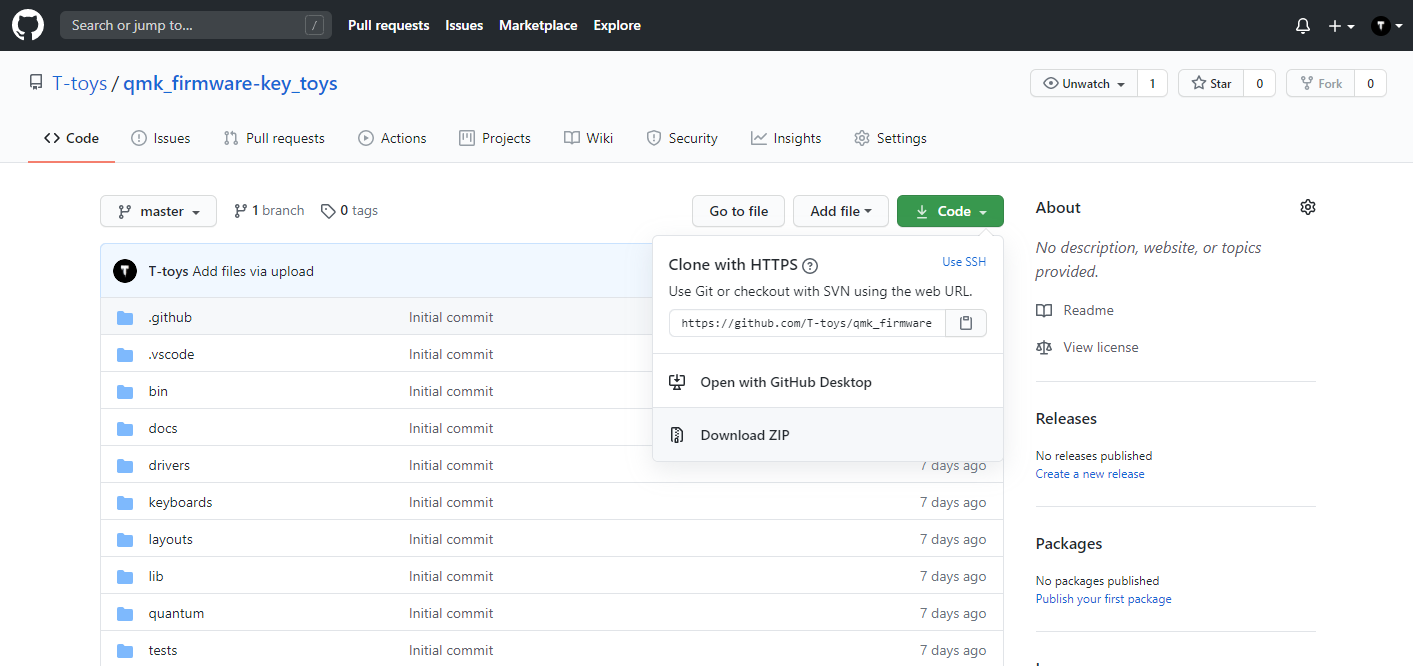 Search or jump to... /
Pull requests Issues Marketplace Explore
T-toys / qmk_firmware-key_toys
Unwatch 1 Star 0 Fork 0
Code Issues Pull requests Actions Projects Wiki Security Insights Settings
master 1 branch 0 tags
Go to file Add file Code
T-toys Add files via upload
Clone with HTTPS ?
Use SSH
Use Git or checkout with SVN using the web URL.
https://github.com/T-toys/qmk_firmware
Open with GitHub Desktop
Download ZIP
.github Initial commit
.vscode Initial commit
bin Initial commit
docs Initial commit
drivers Initial commit 7 days ago
keyboards Initial commit 7 days ago
layouts Initial commit 7 days ago
lib Initial commit 7 days ago
quantum Initial commit 7 days ago
tests Initial commit 7 days ago
About
No description, website, or topics
provided.
Readme
View license
Releases
No releases published
Create a new release
Packages
No packages published
Publish your first package